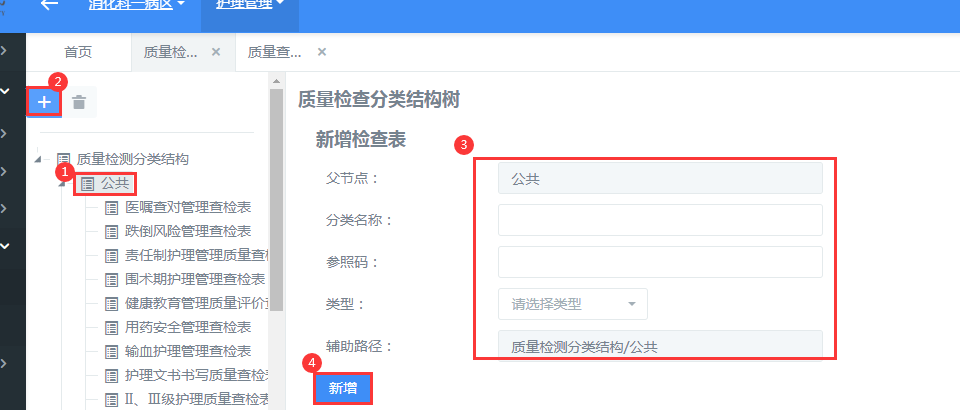 消化科一病区 护理管理
首页 质量检... × 质量查... ×
2
+
质量检查分类结构树
新增检查表
3
质量检测分类结构
1
公共
父节点： 公共
医嘱查对管理查检表
分类名称：
跌倒风险管理查检表
责任制护理管理质量查
参照码：
围术期护理管理查检表
类型： 请选择类型
健康教育管理质量评价
用药安全管理查检表
辅助路径： 质量检测分类结构/公共
输血护理管理查检表
4
护理文书书写质量查检
新增
Ⅱ、Ⅲ级护理质量查检表